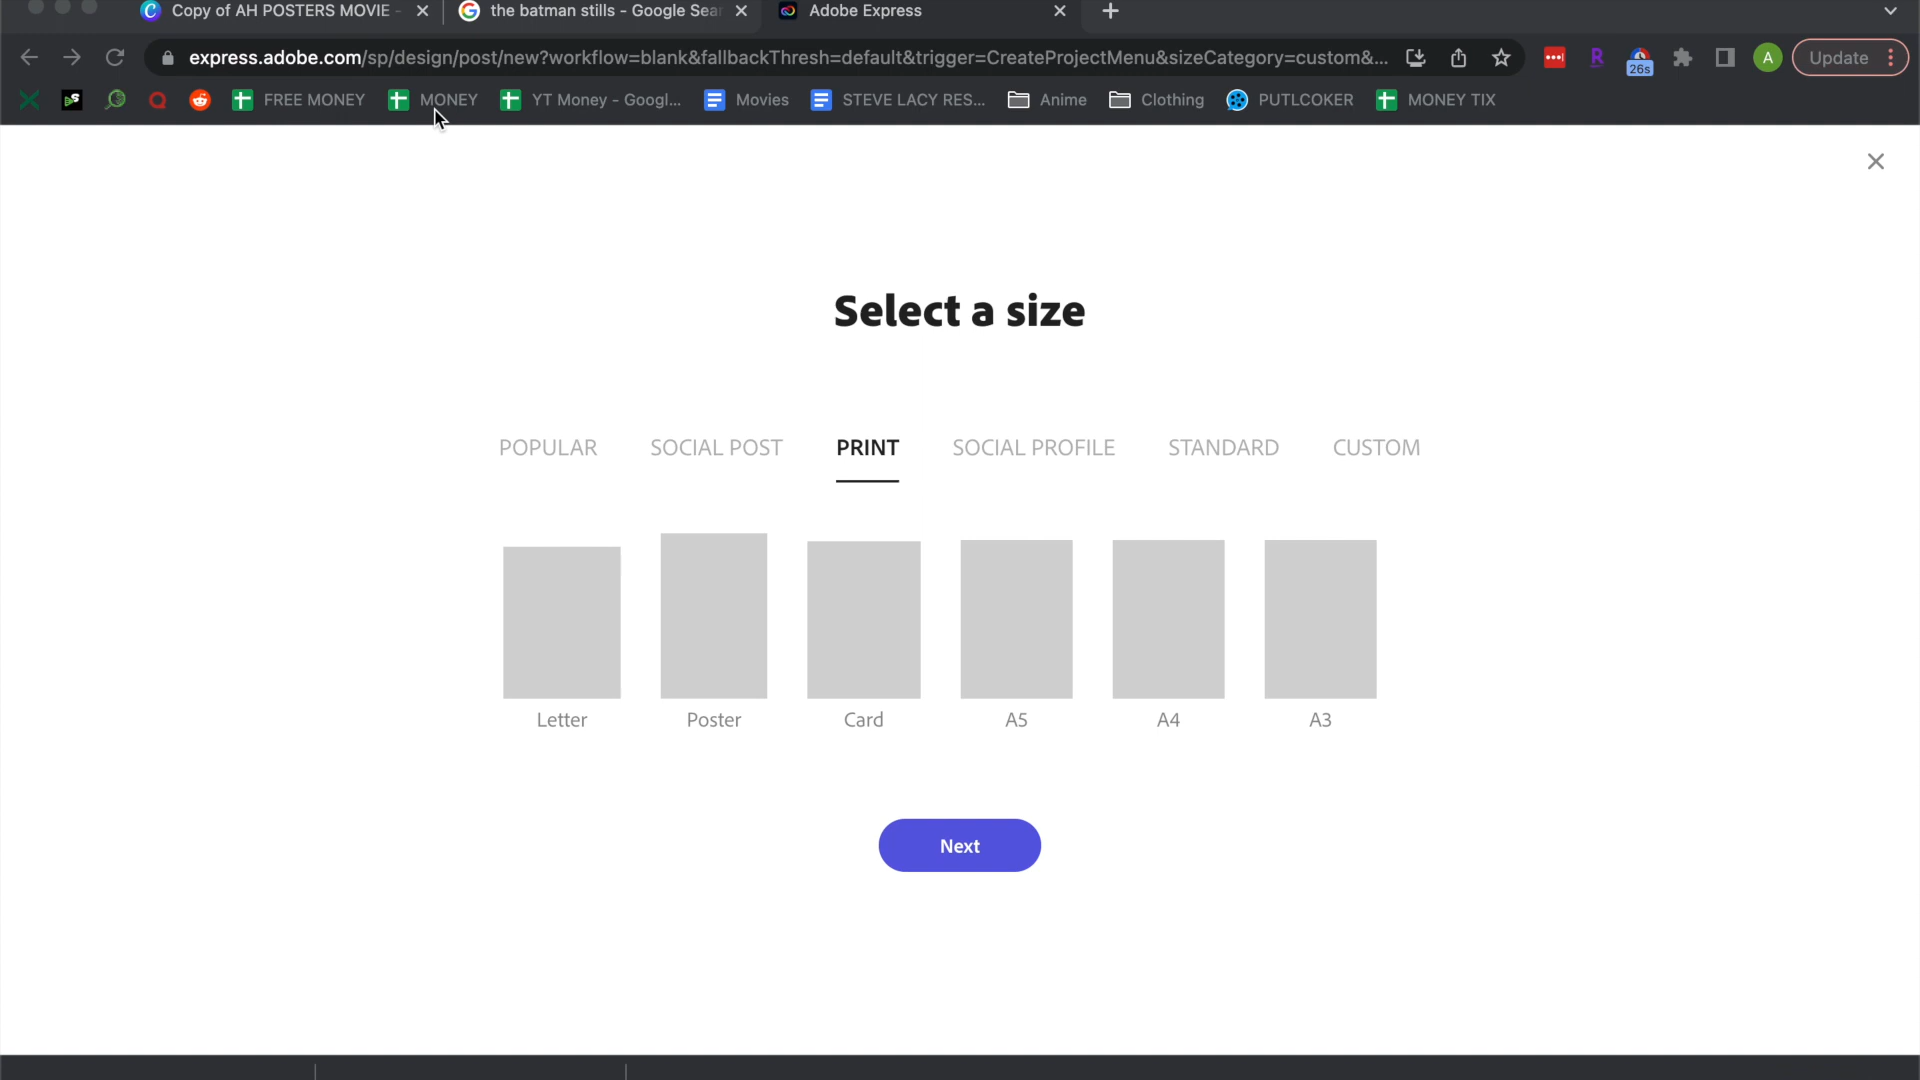 Copy of AH POSTERS MOVIE -
the batman stills - Google Sear
Adobe Express
express.adobe.com/sp/design/post/new?workflow=blank&fallbackThresh=default&trigger=CreateProjectMenu&sizeCategory=custom&...
R
26s
A
Update
FREE MONEY
MONEY
YT Money - Googl...
Movies
STEVE LACY RES...
Anime
Clothing
PUTLCOKER
MONEY TIX
Select a size
POPULAR
SOCIAL POST
PRINT
SOCIAL PROFILE
STANDARD
CUSTOM
Letter
Poster
Card
A5
A4
A3
Next